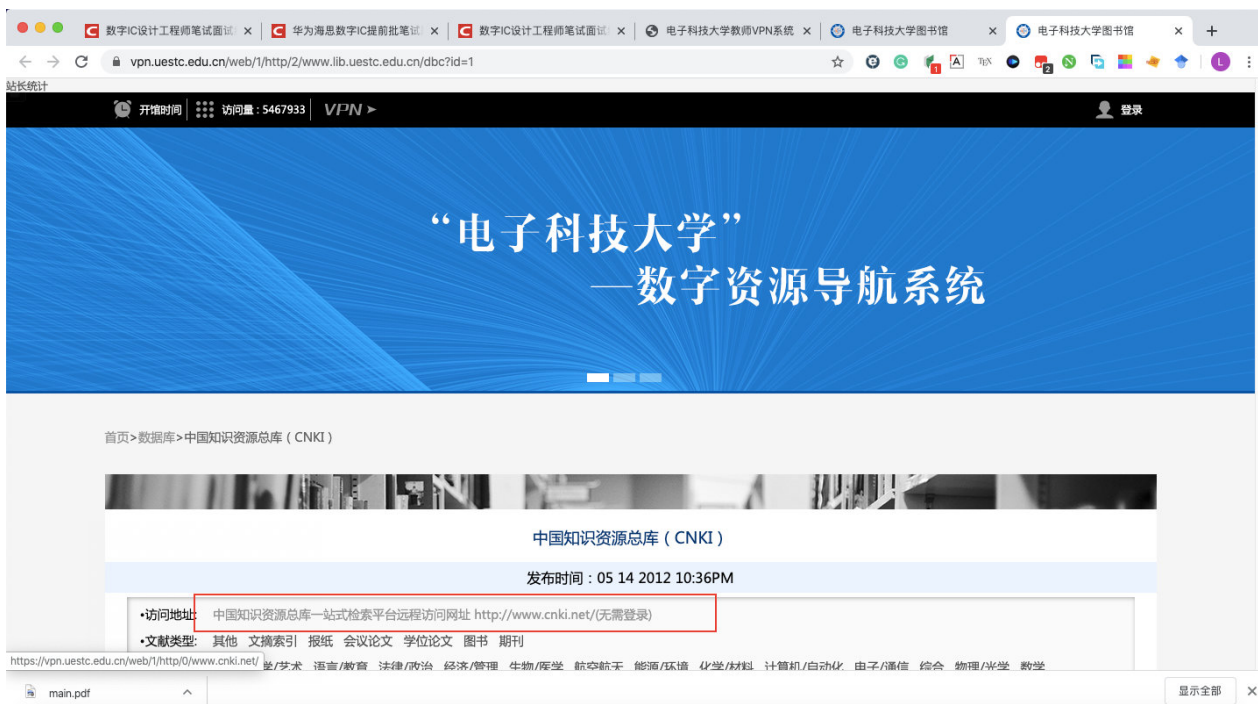 数字IC设计工程师笔试面试
华为海思数字IC提前批笔试
数字IC设计工程师笔试面试
电子科技大学教师VPN系统
电子科技大学图书馆
电子科技大学图书馆
vpn.uestc.edu.cn/web/1/http/2/www.lib.uestc.edu.cn/dbc?id=1
站长统计
开馆时间 访问量 : 5467933 VPN ➣ 登录
“电子科技大学”
—数字资源导航系统
首页>数据库>中国知识资源总库（CNKI）
中国知识资源总库（CNKI）
发布时间：05 14 2012 10:36PM
•访问地址: 中国知识资源总库一站式检索平台远程访问网址 http://www.cnki.net/(无需登录)
•文献类型: 其他 文摘索引 报纸 会议论文 学位论文 图书 期刊
学/艺术 语言/教育 法律/政治 经济/管理 生物/医学 航空航天 能源/环境 化学/材料 计算机/自动化 电子/通信 综合 物理/光学 数学
https://vpn.uestc.edu.cn/web/1/http/0/www.cnki.net/
main.pdf
显示全部